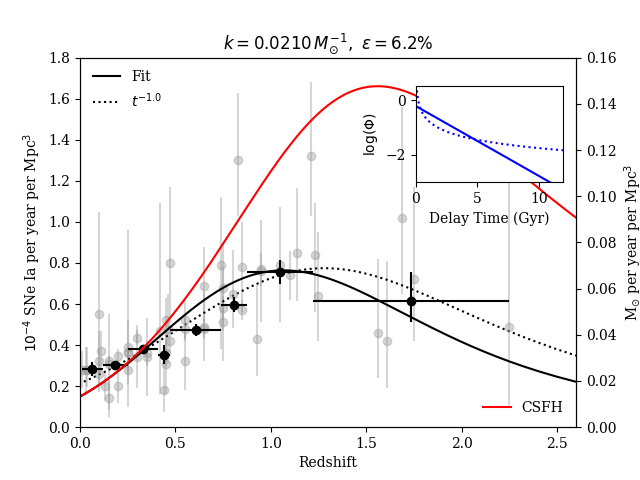 k = 0.0210 M⊙⁻¹, ε = 6.2%
10⁻⁴ SNe Ia per year per Mpc³
1.8
1.6
1.4
1.2
1.0
0.8
0.6
0.4
0.2
0.0
Fit
t⁻¹·⁰
log(Φ)
0
−2
0 5 10
Delay Time (Gyr)
CSFH
0.16
0.14
0.12
0.10
0.08
0.06
0.04
0.02
0.00
M⊙ per year per Mpc³
0.0 0.5 1.0 1.5 2.0 2.5
Redshift